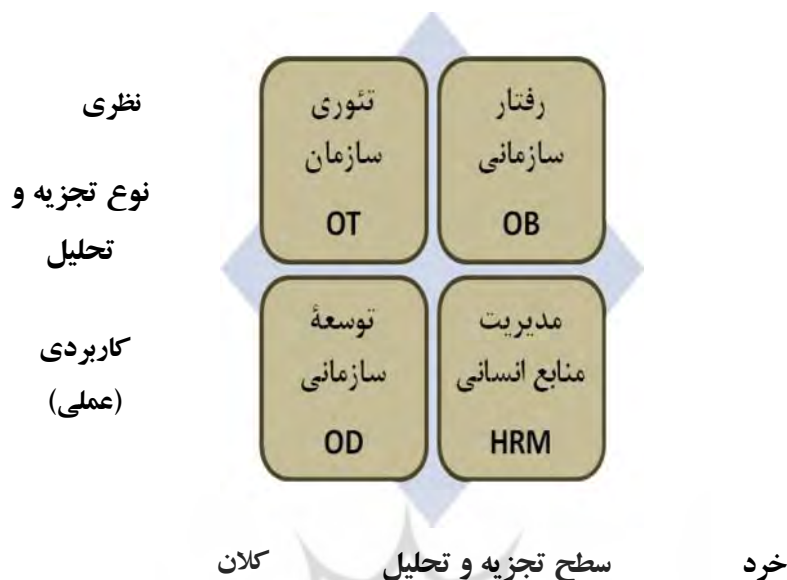 نظری
نوع تجزیه و
تحلیل
کاربردی
(عملی)
رفتار
سازمانی
OB
تئوری
سازمان
OT
مدیریت
منابع انسانی
HRM
توسعهٔ
سازمانی
OD
خرد سطح تجزیه و تحلیل کلان